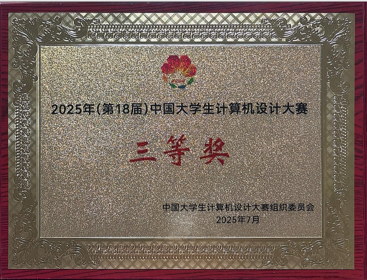 2025年(第18届)中国大学生计算机设计大赛
三等奖
中国大学生计算机设计大赛组织委员会
2025年7月